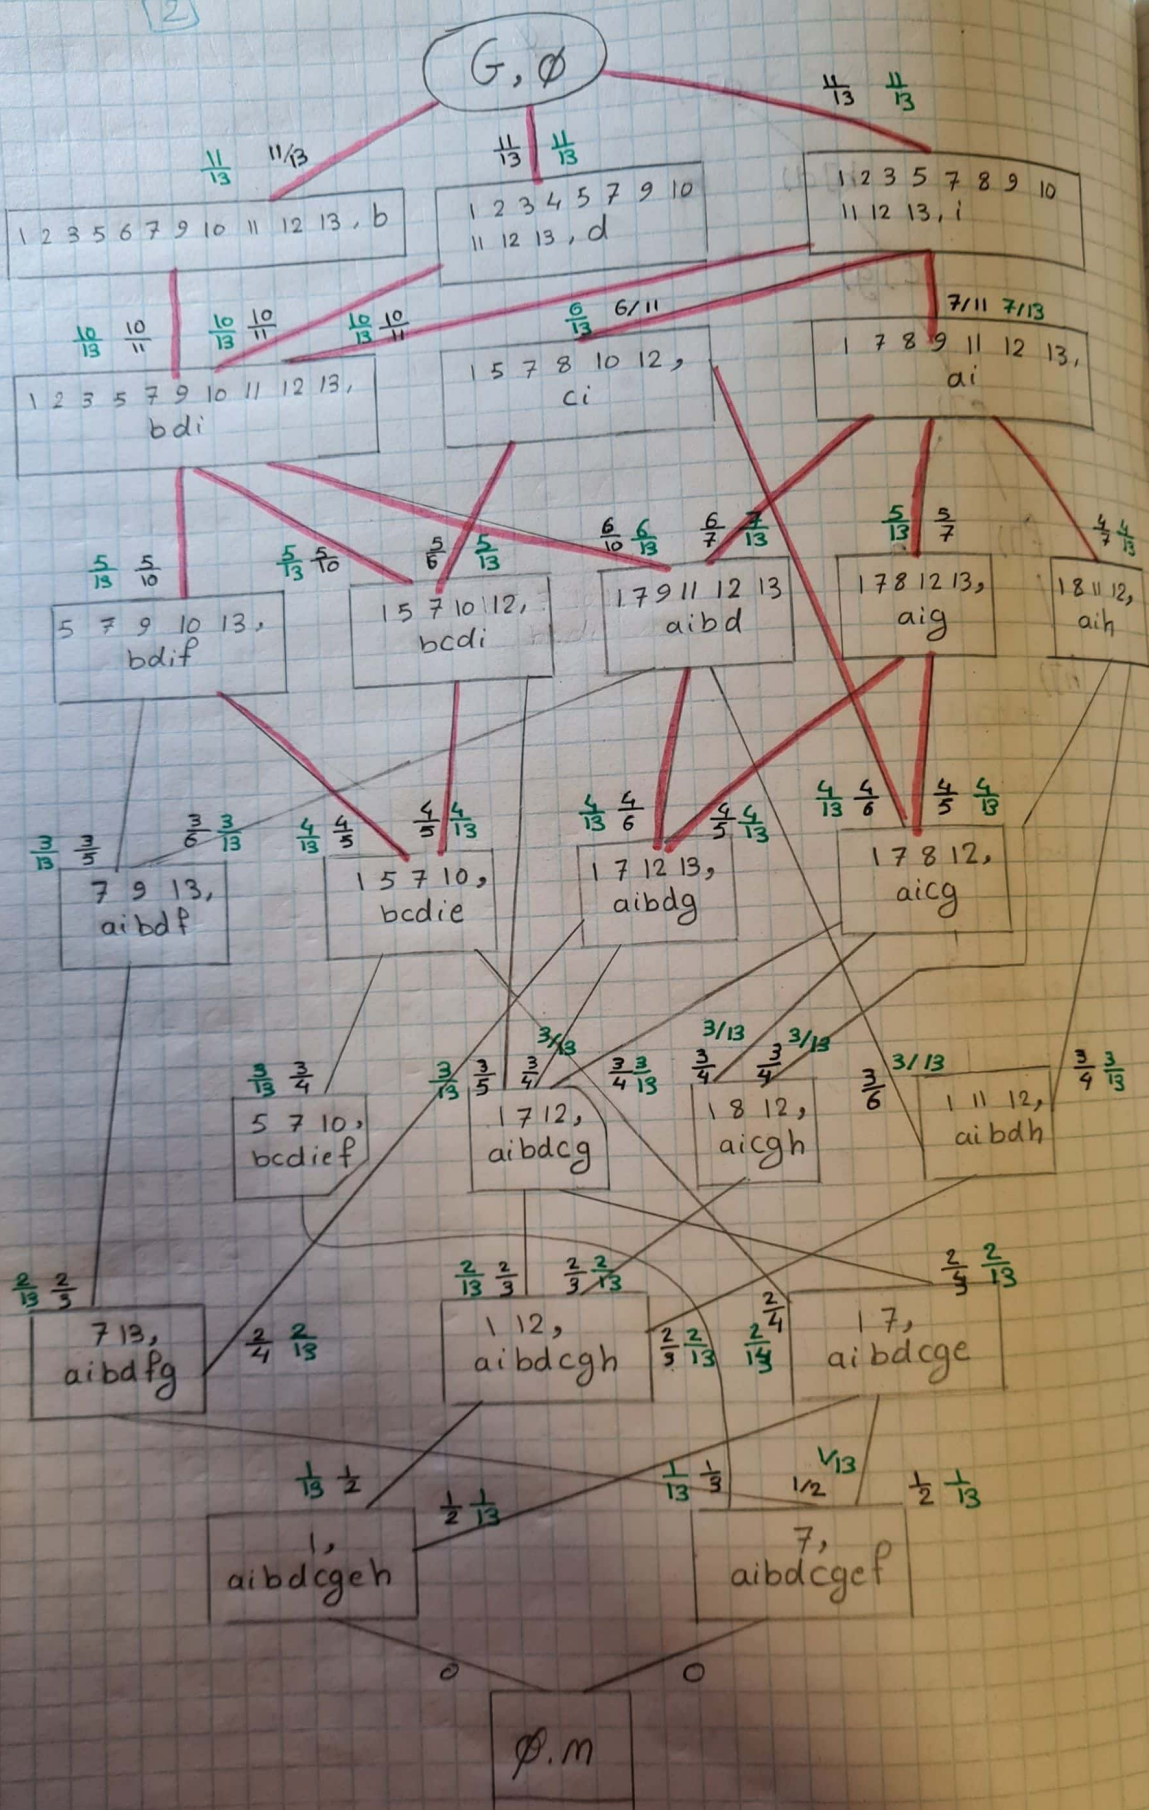 2
G, ∅
11/13 11/13
11/13 11/13
11/13 11/13
1 2 3 5 6 7 9 10 11 12 13, b
1 2 3 4 5 7 9 10
11 12 13, d
1 2 3 5 7 8 9 10
11 12 13, i
10/13 10/11
10/13 10/11
10/13 10/11
6/13 6/11
7/11 7/13
1 2 3 5 7 9 10 11 12 13,
bdi
1 5 7 8 10 12,
ci
1 7 8 9 11 12 13,
ai
5/13 5/10
5/13 5/10
5/6 5/13
6/10 6/13
6/7 7/13
5/13 5/7
4/7 4/13
5 7 9 10 13,
bdif
1 5 7 10 12,
bcdi
1 7 9 11 12 13
aibd
1 7 8 12 13,
aig
1 8 11 12,
aih
3/13 3/5
3/6 3/13
4/13 4/5
4/5 4/13
4/13 4/6
4/5 4/13
4/13 4/6
4/5 4/13
7 9 13,
aibdf
1 5 7 10,
bcdie
1 7 12 13,
aibdg
1 7 8 12,
aicg
3/13 3/4
3/13 3/5
3/4 3/13
3/4 3/13
3/4 3/13
3/4 3/13
3/6 3/13
3/4 3/13
5 7 10,
bcdief
1 7 12,
aibdcg
1 8 12,
aicgh
1 11 12,
aibdh
2/13 2/3
2/4 2/13
2/13 2/3
2/3 2/13
2/3 2/13
2/4 2/13
2/3 2/13
7 13,
aibdfg
1 12,
aibdcgh
1 7,
aibdcge
1/13 1/2
1/2 1/13
1/13 1/3
1/2 1/13
1/2 1/13
1,
aibdcgeh
7,
aibdcgef
0 0
∅.m